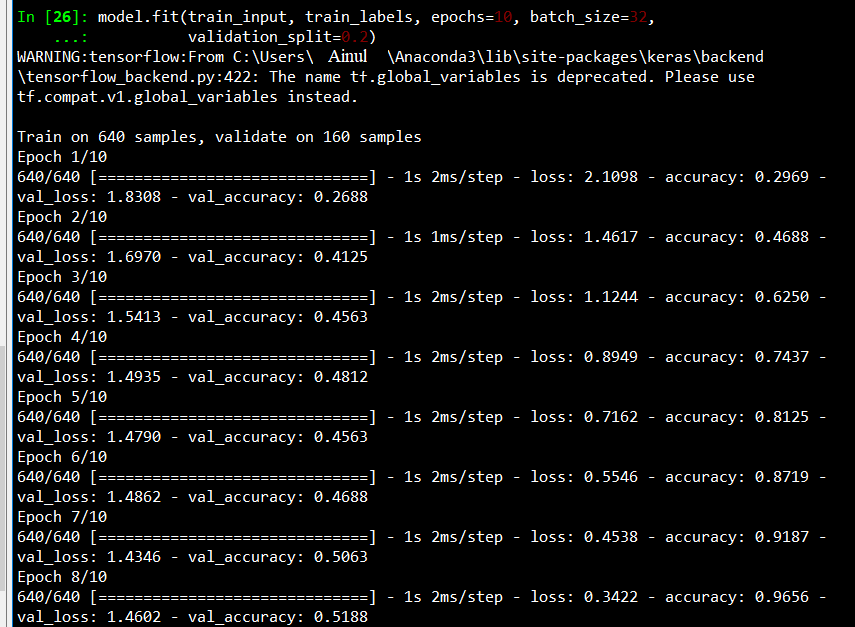 In [26]: model.fit(train_input, train_labels, epochs=10, batch_size=32,
...: validation_split=0.2)
WARNING:tensorflow:From C:\Users\ Ainul \Anaconda3\lib\site-packages\keras\backend
\tensorflow_backend.py:422: The name tf.global_variables is deprecated. Please use
tf.compat.v1.global_variables instead.
Train on 640 samples, validate on 160 samples
Epoch 1/10
640/640 [==============================] - 1s 2ms/step - loss: 2.1098 - accuracy: 0.2969 -
val_loss: 1.8308 - val_accuracy: 0.2688
Epoch 2/10
640/640 [==============================] - 1s 1ms/step - loss: 1.4617 - accuracy: 0.4688 -
val_loss: 1.6970 - val_accuracy: 0.4125
Epoch 3/10
640/640 [==============================] - 1s 2ms/step - loss: 1.1244 - accuracy: 0.6250 -
val_loss: 1.5413 - val_accuracy: 0.4563
Epoch 4/10
640/640 [==============================] - 1s 2ms/step - loss: 0.8949 - accuracy: 0.7437 -
val_loss: 1.4935 - val_accuracy: 0.4812
Epoch 5/10
640/640 [==============================] - 1s 2ms/step - loss: 0.7162 - accuracy: 0.8125 -
val_loss: 1.4790 - val_accuracy: 0.4563
Epoch 6/10
640/640 [==============================] - 1s 2ms/step - loss: 0.5546 - accuracy: 0.8719 -
val_loss: 1.4862 - val_accuracy: 0.4688
Epoch 7/10
640/640 [==============================] - 1s 2ms/step - loss: 0.4538 - accuracy: 0.9187 -
val_loss: 1.4346 - val_accuracy: 0.5063
Epoch 8/10
640/640 [==============================] - 1s 2ms/step - loss: 0.3422 - accuracy: 0.9656 -
val_loss: 1.4602 - val_accuracy: 0.5188